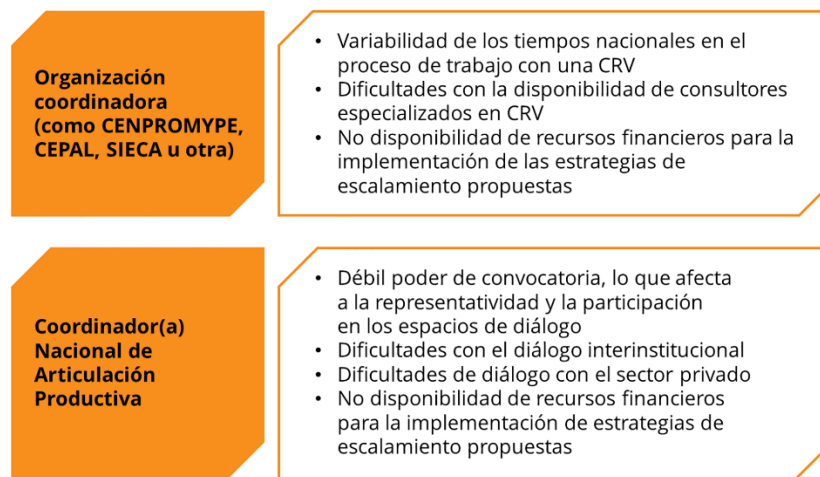 Organización
coordinadora
(como CENPROMYPE,
CEPAL, SIECA u otra)
• Variabilidad de los tiempos nacionales en el
proceso de trabajo con una CRV
• Dificultades con la disponibilidad de consultores
especializados en CRV
• No disponibilidad de recursos financieros para la
implementación de las estrategias de
escalamiento propuestas
Coordinador(a)
Nacional de
Articulación
Productiva
• Débil poder de convocatoria, lo que afecta
a la representatividad y la participación
en los espacios de diálogo
• Dificultades con el diálogo interinstitucional
• Dificultades de diálogo con el sector privado
• No disponibilidad de recursos financieros
para la implementación de estrategias de
escalamiento propuestas